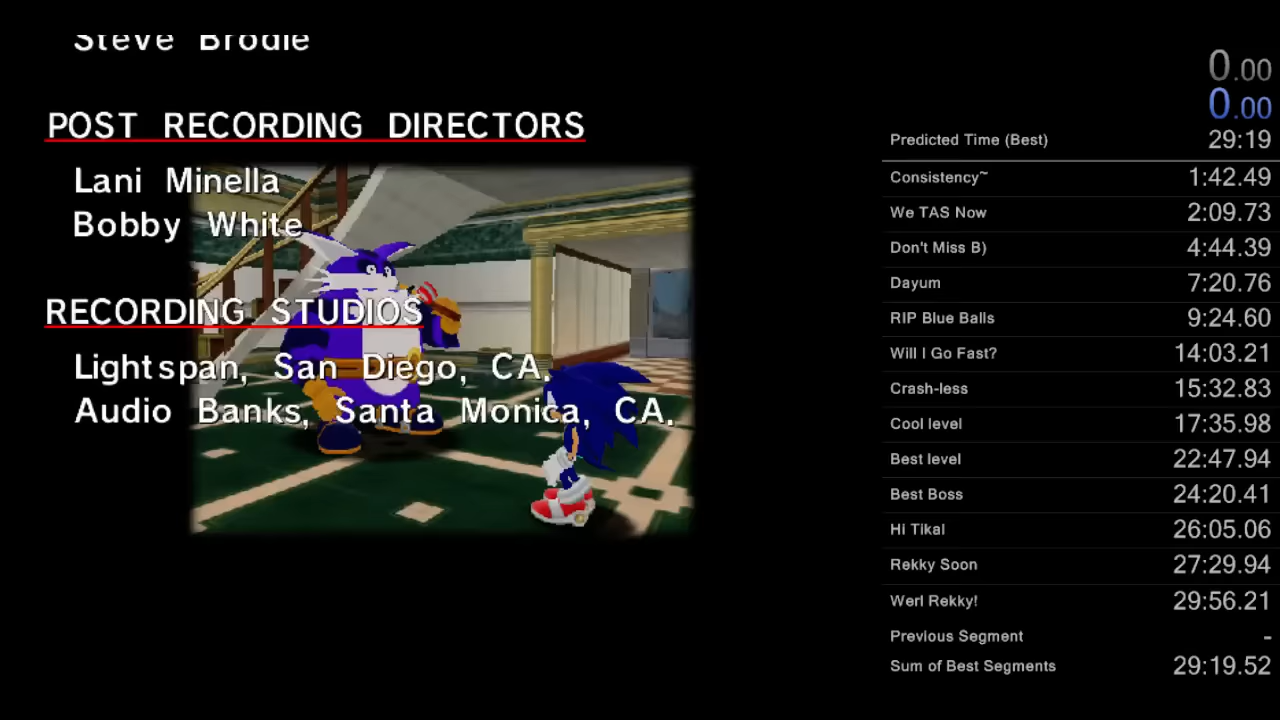 Steve Brodie
POST RECORDING DIRECTORS
Lani Minella
Bobby White
RECORDING STUDIOS
Lightspan, San Diego, CA.
Audio Banks, Santa Monica, CA.
0.00
0.00
Predicted Time (Best) 29:19
Consistency~ 1:42.49
We TAS Now 2:09.73
Don't Miss B) 4:44.39
Dayum 7:20.76
RIP Blue Balls 9:24.60
Will I Go Fast? 14:03.21
Crash-less 15:32.83
Cool level 17:35.98
Best level 22:47.94
Best Boss 24:20.41
Hi Tikal 26:05.06
Rekky Soon 27:29.94
Werl Rekky! 29:56.21
Previous Segment -
Sum of Best Segments 29:19.52